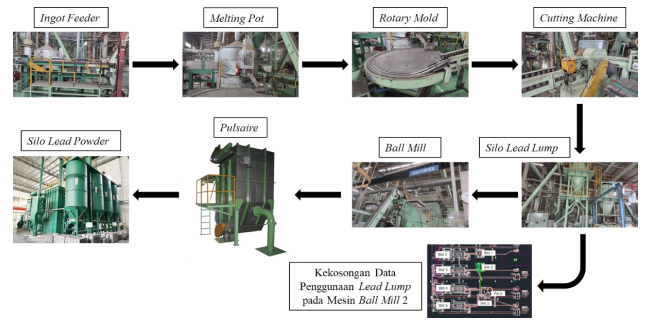 Ingot Feeder
Melting Pot
Rotary Mold
Cutting Machine
Silo Lead Powder
Pulsaire
Ball Mill
Silo Lead Lump
Kekosongan Data
Penggunaan Lead Lump
pada Mesin Ball Mill 2